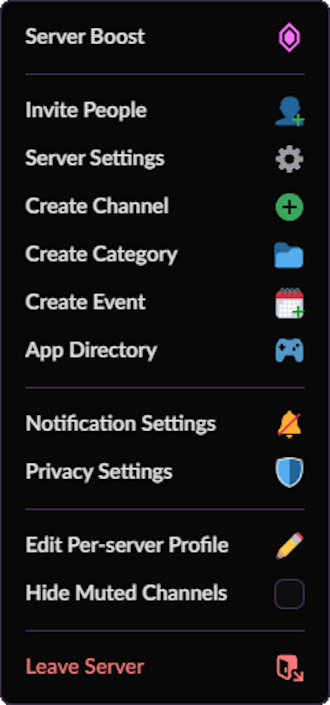 Server Boost
Invite People
Server Settings
Create Channel
Create Category
Create Event
App Directory
Notification Settings
Privacy Settings
Edit Per-server Profile
Hide Muted Channels
Leave Server